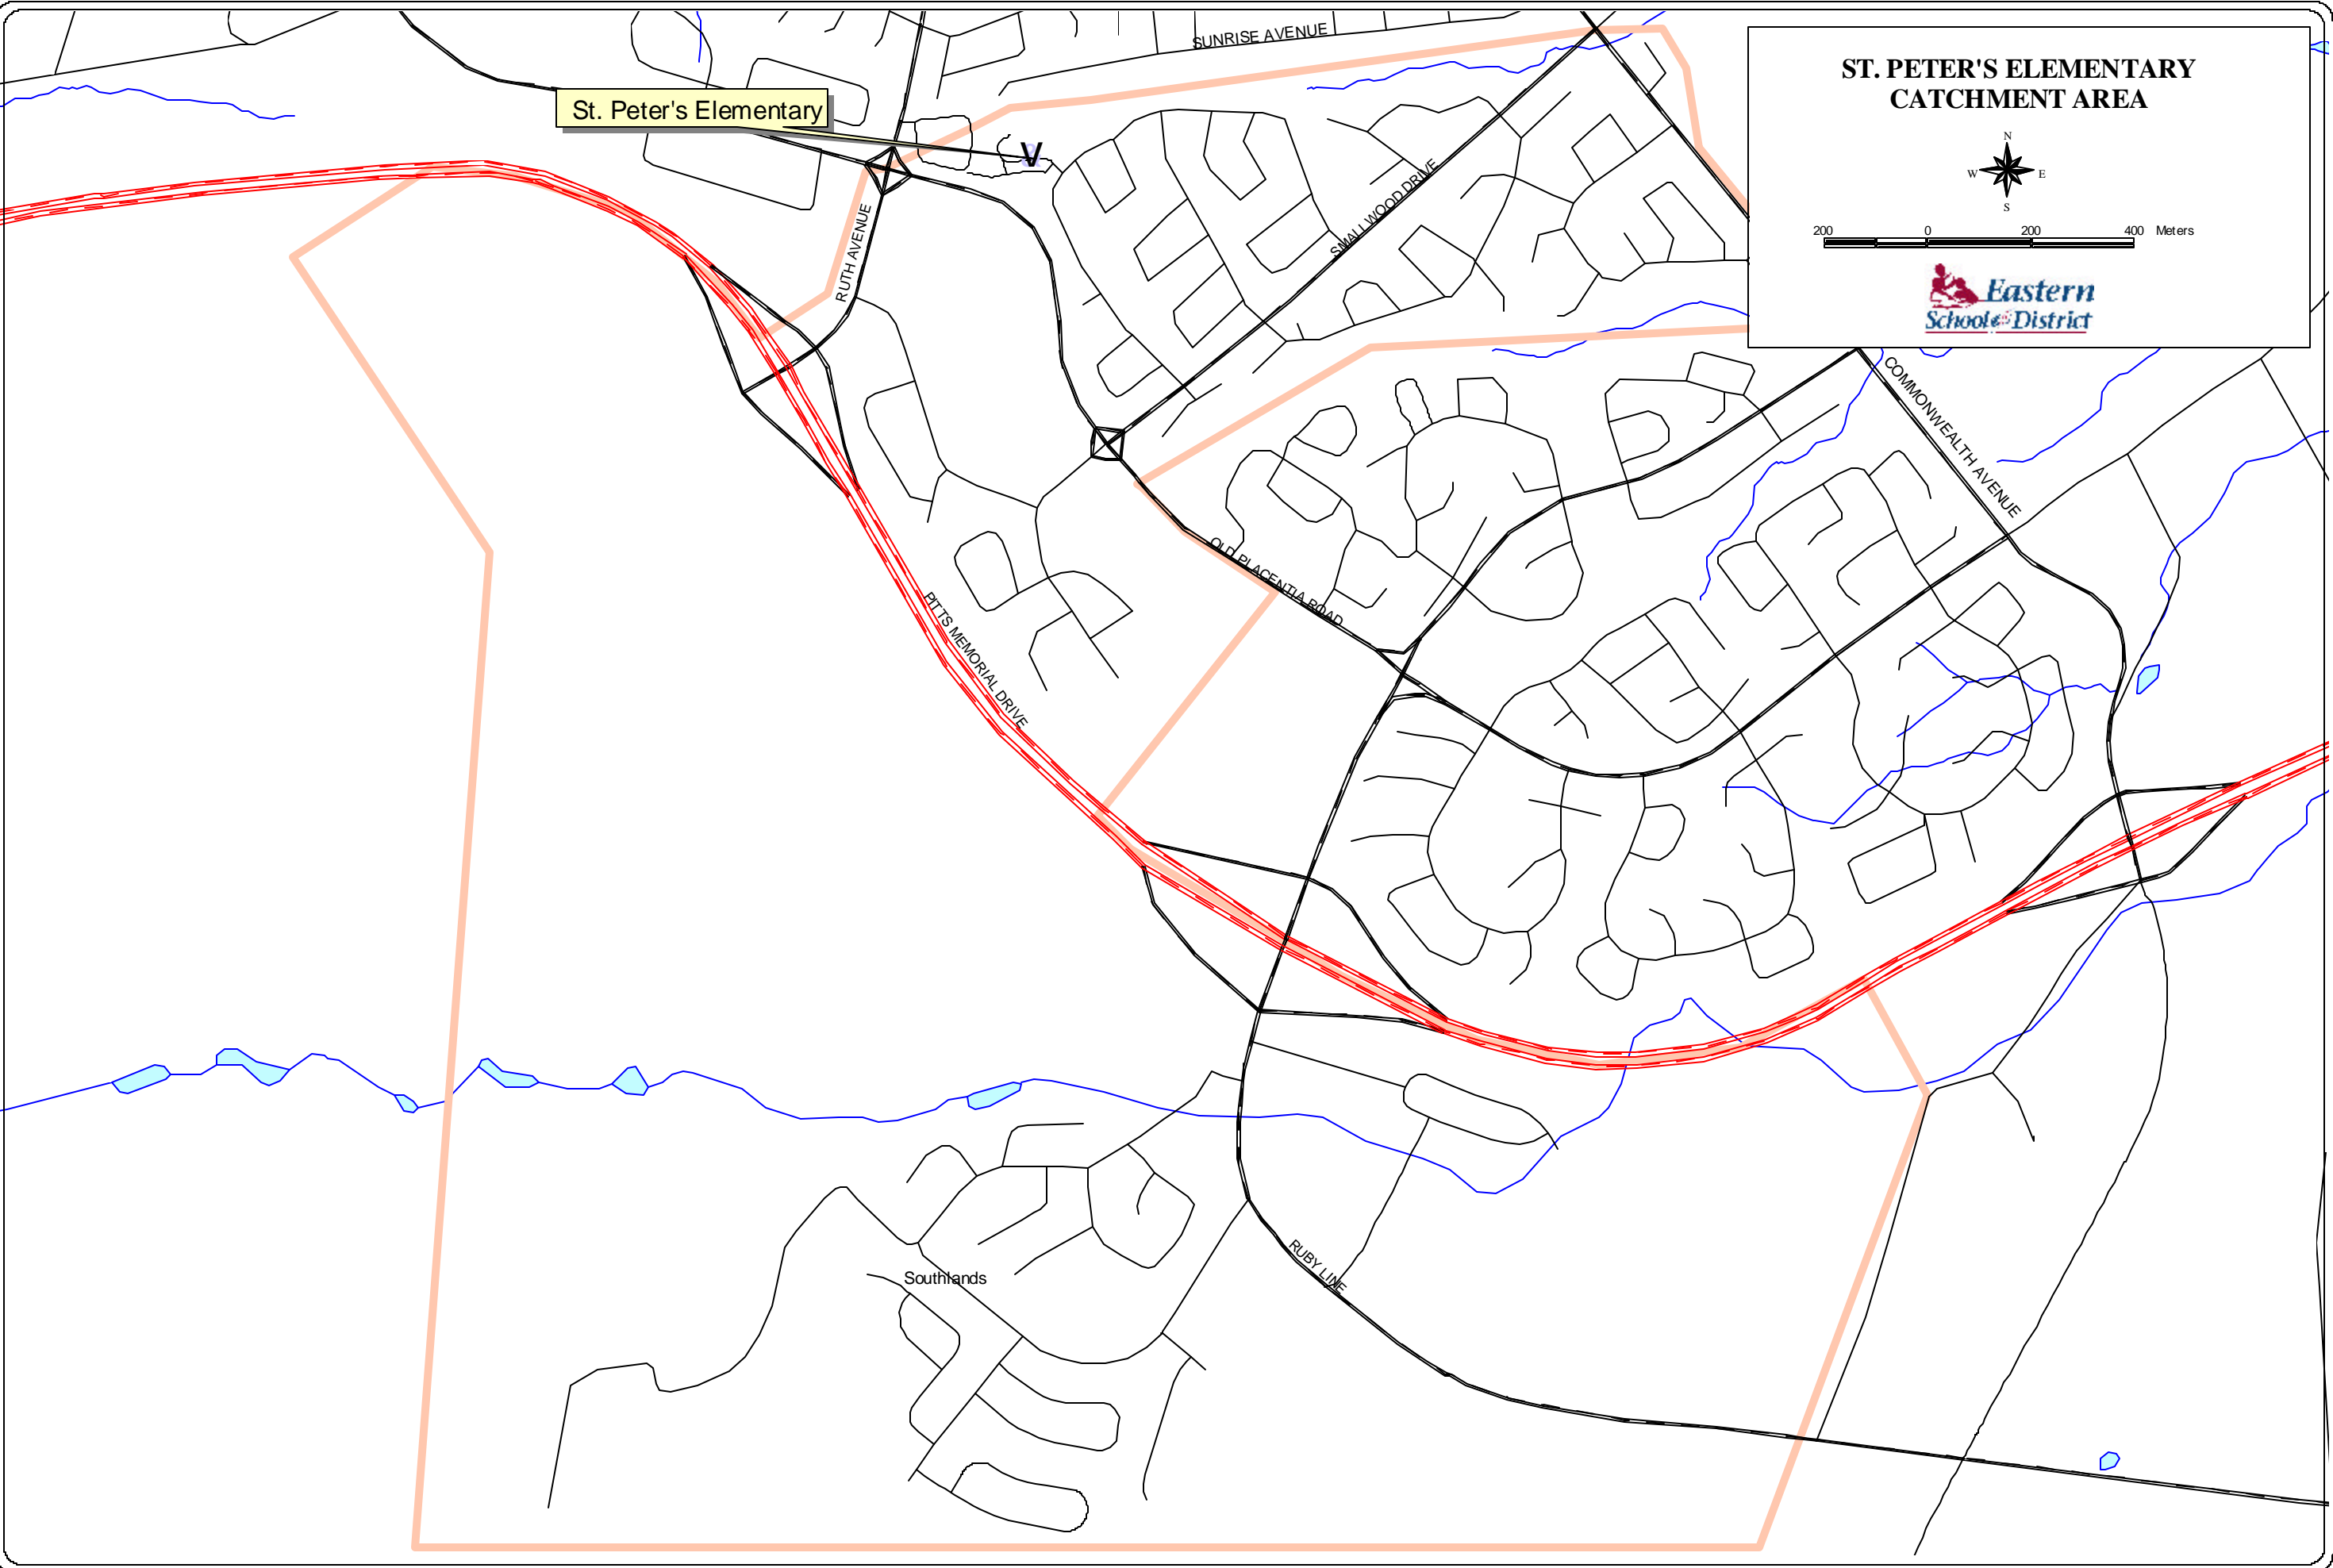 SUNRISE AVENUE
ST. PETER'S ELEMENTARY
CATCHMENT AREA
N
W E
S
200 0 200 400 Meters
Eastern
School District
St. Peter's Elementary
V
RUTH AVENUE
SMALLWOOD DRIVE
COMMONWEALTH AVENUE
OLD PLACENTIA ROAD
PITTS MEMORIAL DRIVE
Southlands
RUBY LINE